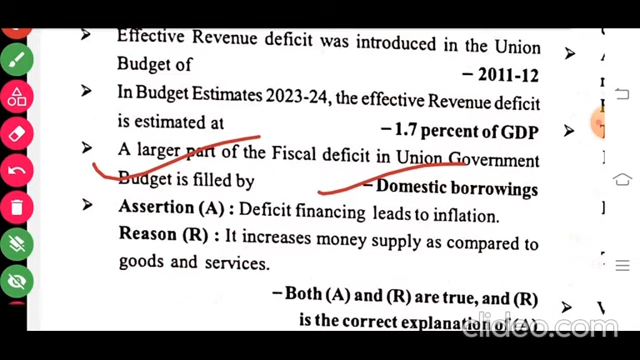 Effective Revenue deficit was introduced in the Union
Budget of – 2011-12
In Budget Estimates 2023-24, the effective Revenue deficit
is estimated at – 1.7 percent of GDP
A larger part of the Fiscal deficit in Union Government
Budget is filled by – Domestic borrowings
Assertion (A) : Deficit financing leads to inflation.
Reason (R) : It increases money supply as compared to
goods and services.
– Both (A) and (R) are true, and (R)
is the correct explanation of (A)
clideo.com